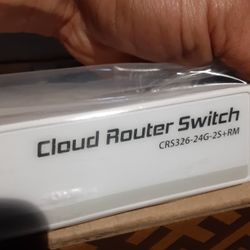 Cloud Router Switch
CRS326-24G-2S+RM